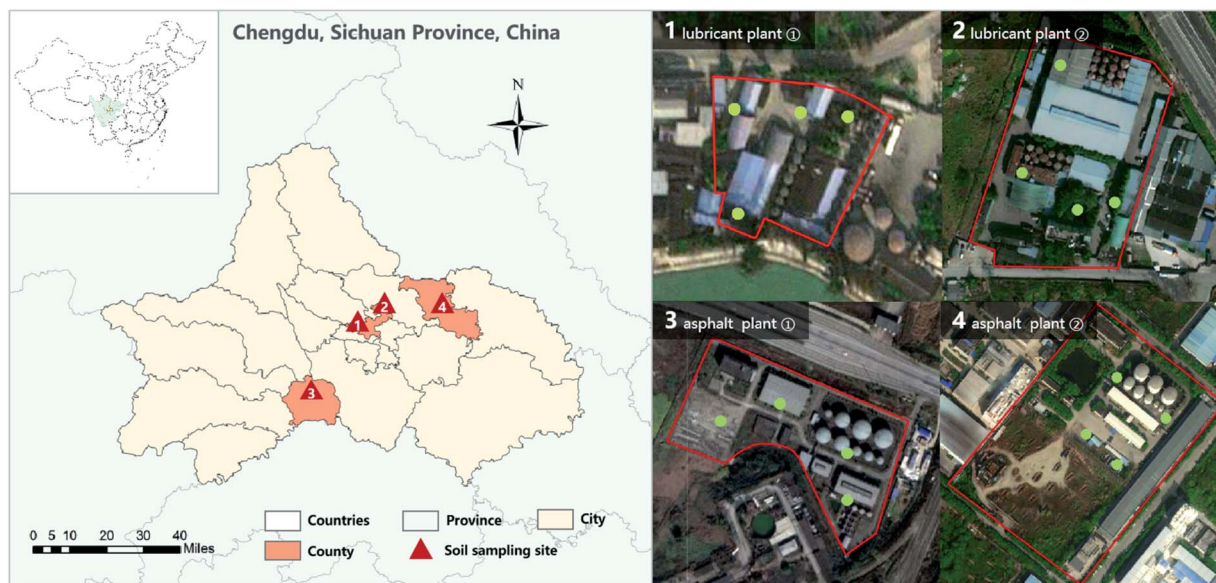 Chengdu, Sichuan Province, China
N
1
2
3
4
0 5 10 20 30 40
Miles
Countries
Province
City
County
Soil sampling site
1 lubricant plant ①
2 lubricant plant ②
3 asphalt plant ①
4 asphalt plant ②